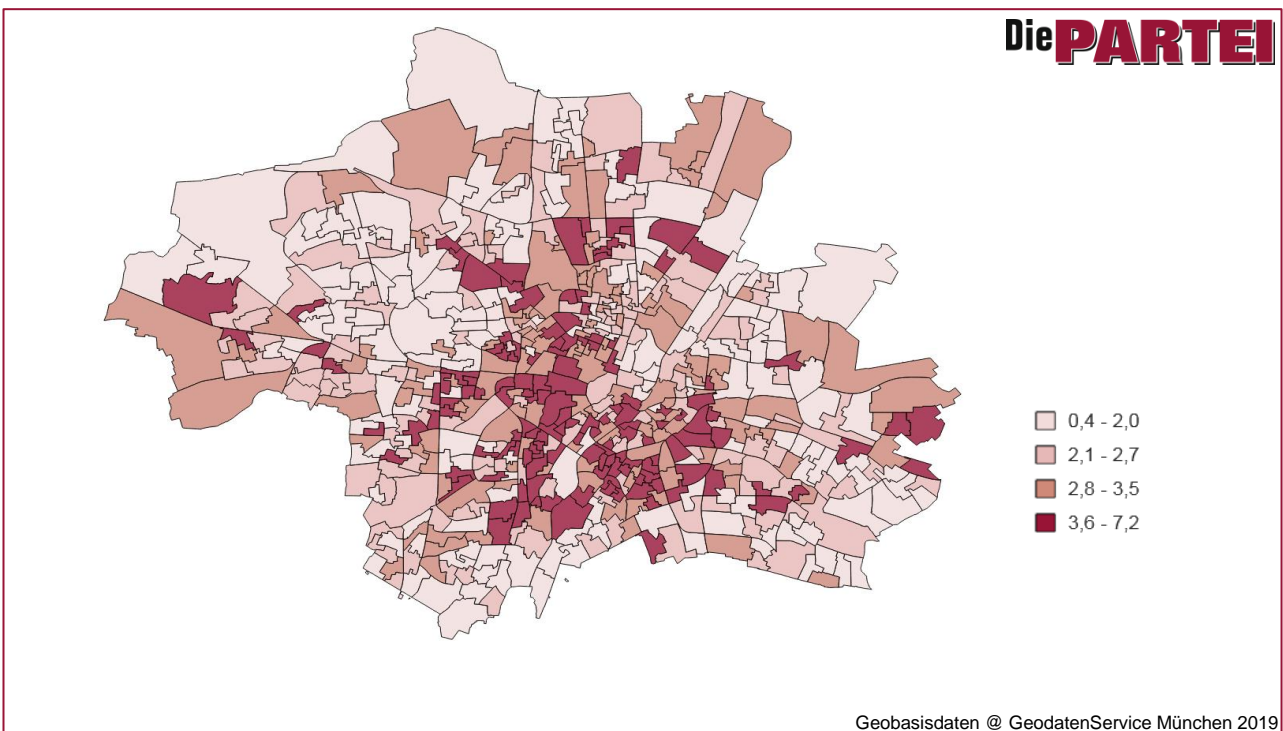 Die PARTEI
0,4 - 2,0
2,1 - 2,7
2,8 - 3,5
3,6 - 7,2
Geobasisdaten @ GeodatenService München 2019